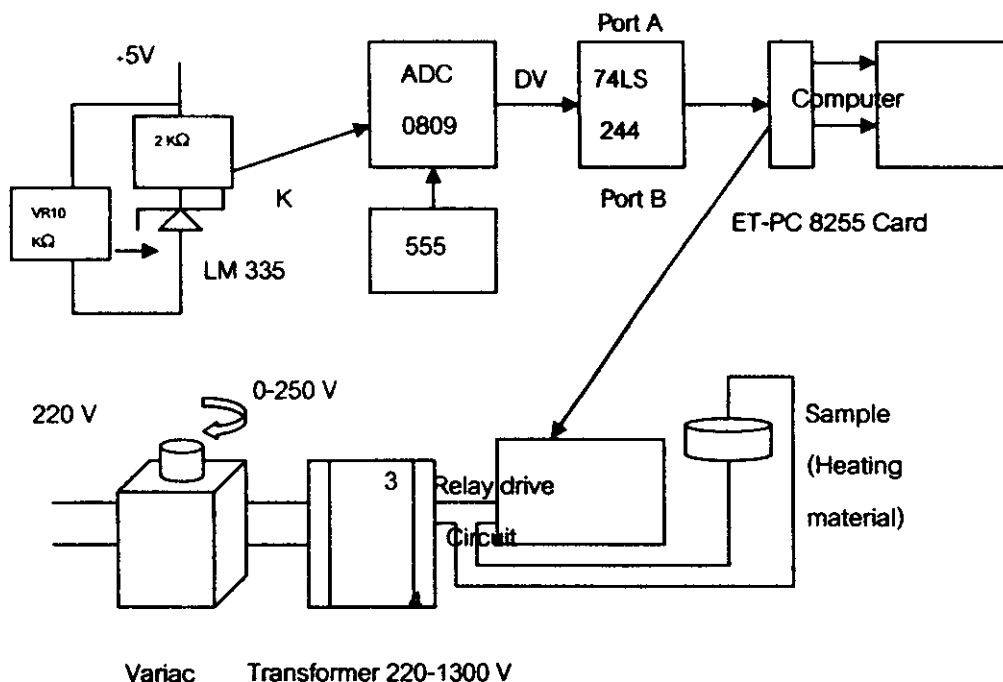 Port A
+5V
ADC
0809
DV
74LS
244
Computer
2 KΩ
K
Port B
VR10
KΩ
555
ET-PC 8255 Card
LM 335
0-250 V
220 V
Sample
(Heating
material)
3
Relay drive
Circuit
Variac
Transformer 220-1300 V